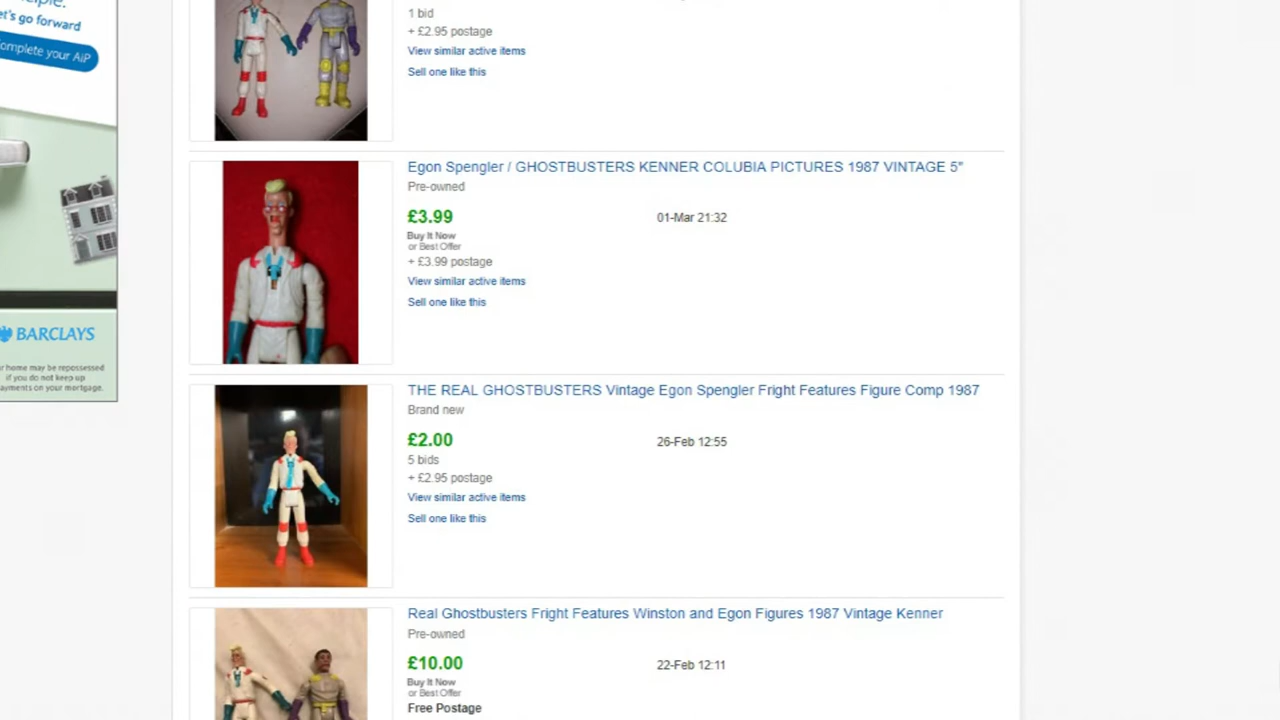 et's go forward
omplete your AiP
BARCLAYS
r home may be repossessed
if you do not keep up
ayments on your mortgage.
1 bid
+ £2.95 postage
View similar active items
Sell one like this
Egon Spengler / GHOSTBUSTERS KENNER COLUBIA PICTURES 1987 VINTAGE 5"
Pre-owned
£3.99 01-Mar 21:32
Buy It Now
or Best Offer
+ £3.99 postage
View similar active items
Sell one like this
THE REAL GHOSTBUSTERS Vintage Egon Spengler Fright Features Figure Comp 1987
Brand new
£2.00 26-Feb 12:55
5 bids
+ £2.95 postage
View similar active items
Sell one like this
Real Ghostbusters Fright Features Winston and Egon Figures 1987 Vintage Kenner
Pre-owned
£10.00 22-Feb 12:11
Buy It Now
or Best Offer
Free Postage